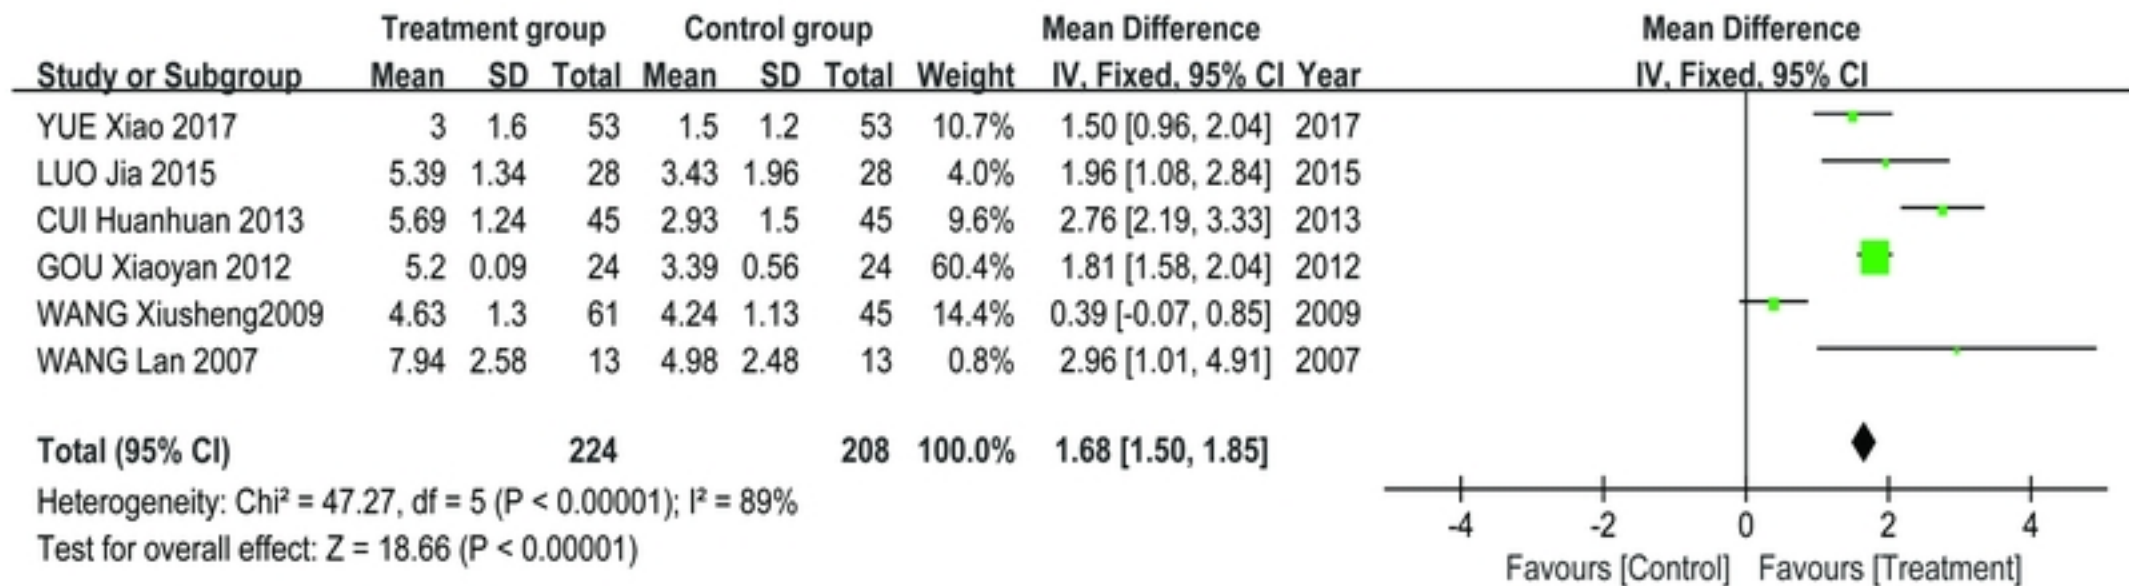 Treatment group Control group Mean Difference Mean Difference
Study or Subgroup Mean SD Total Mean SD Total Weight IV, Fixed, 95% CI Year IV, Fixed, 95% CI
YUE Xiao 2017 3 1.6 53 1.5 1.2 53 10.7% 1.50 [0.96, 2.04] 2017
LUO Jia 2015 5.39 1.34 28 3.43 1.96 28 4.0% 1.96 [1.08, 2.84] 2015
CUI Huanhuan 2013 5.69 1.24 45 2.93 1.5 45 9.6% 2.76 [2.19, 3.33] 2013
GOU Xiaoyan 2012 5.2 0.09 24 3.39 0.56 24 60.4% 1.81 [1.58, 2.04] 2012
WANG Xiusheng2009 4.63 1.3 61 4.24 1.13 45 14.4% 0.39 [-0.07, 0.85] 2009
WANG Lan 2007 7.94 2.58 13 4.98 2.48 13 0.8% 2.96 [1.01, 4.91] 2007
Total (95% CI) 224 208 100.0% 1.68 [1.50, 1.85]
Heterogeneity: Chi² = 47.27, df = 5 (P < 0.00001); I² = 89%
Test for overall effect: Z = 18.66 (P < 0.00001)
-4 -2 0 2 4
Favours [Control] Favours [Treatment]